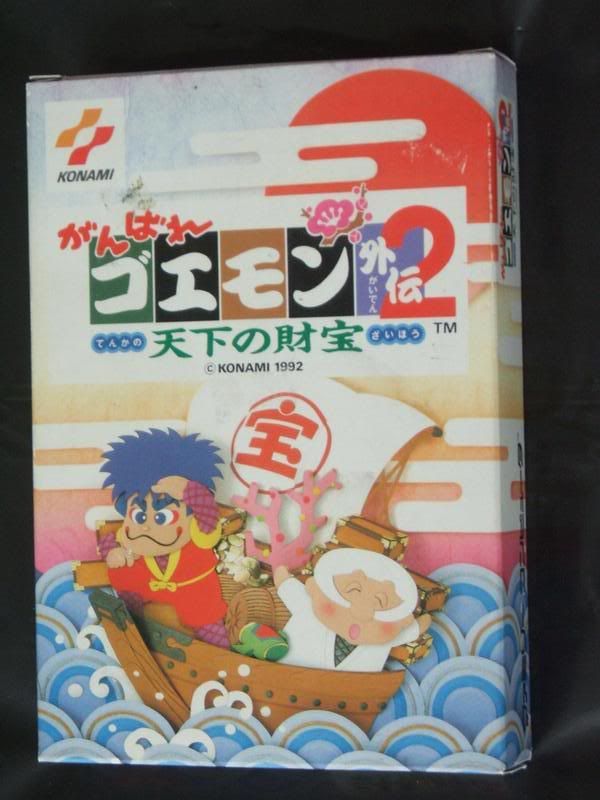 KONAMI
がんばれ
ゴエモン 外伝2
がいでん
TM
てんかの 天下の財宝 ざいほう
© KONAMI 1992
宝